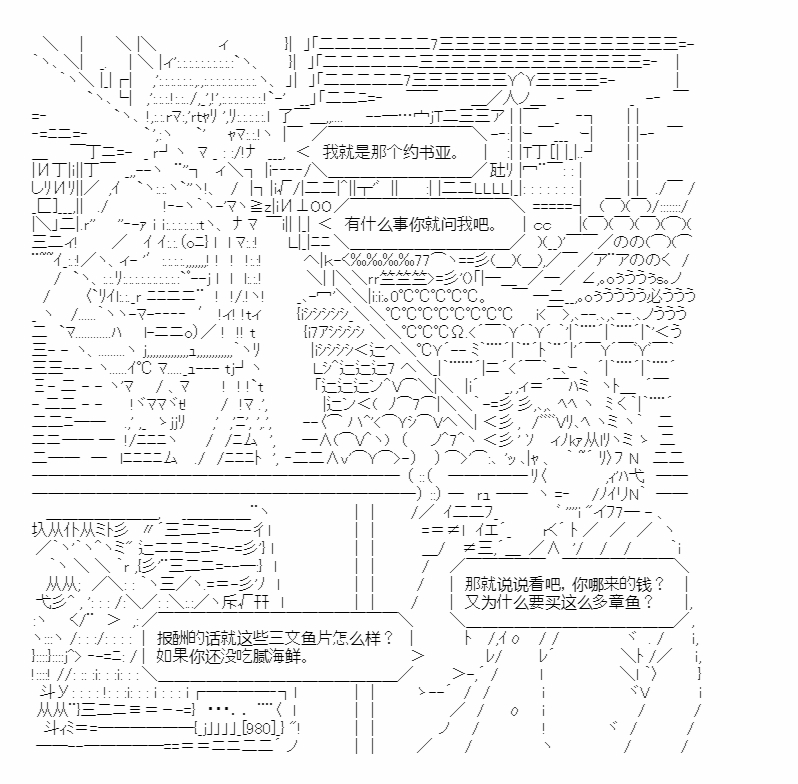 我就是那个约书亚。
有什么事你就问我吧。
那就说说看吧，你哪来的钱？
又为什么要买这么多章鱼？
报酬的话就这些三文鱼片怎么样？
如果你还没吃腻海鲜。
[980]